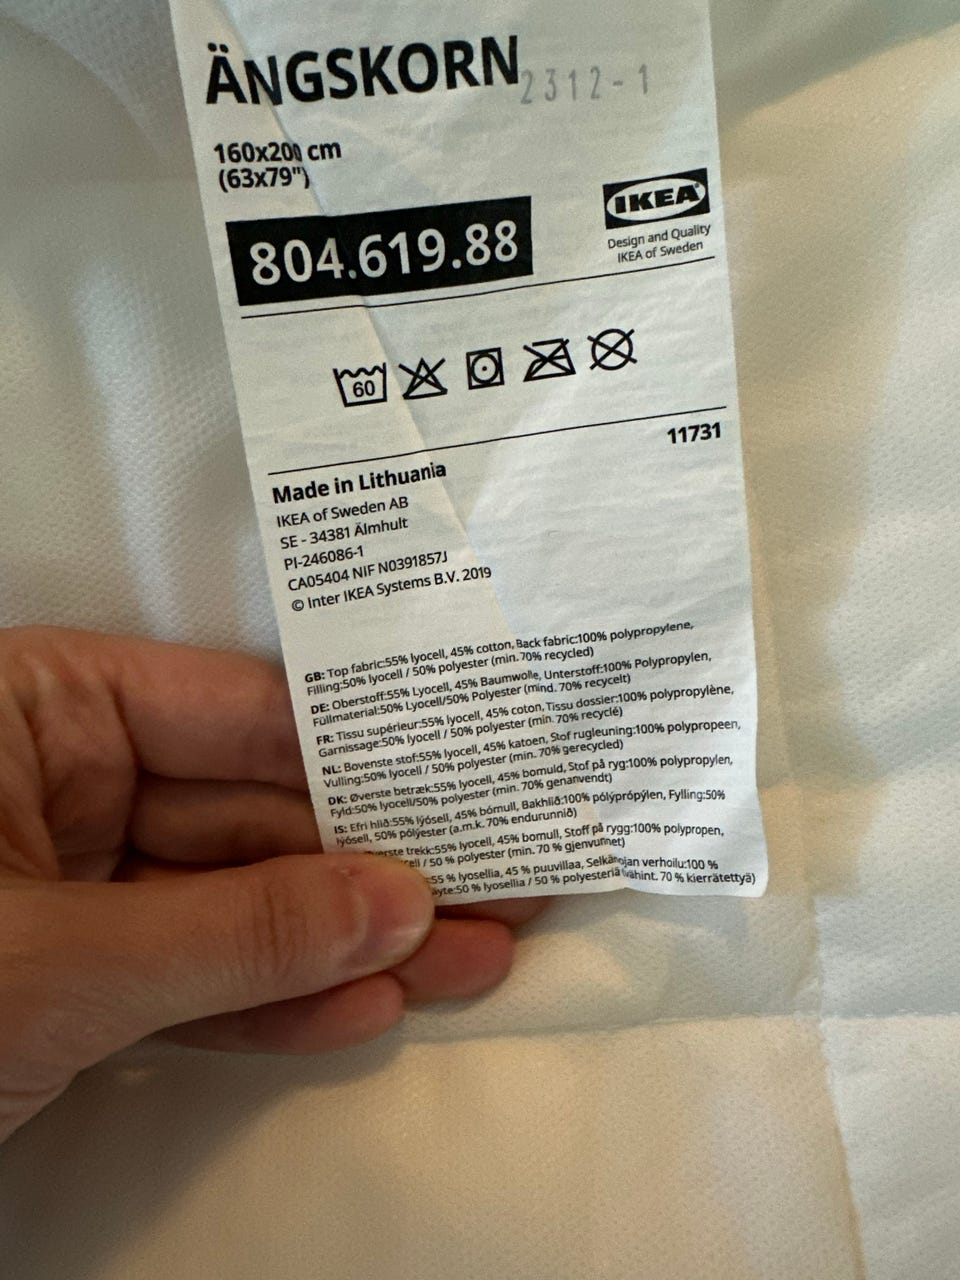 ÄNGSKORN 2312-1
160x200 cm
(63x79")
804.619.88
IKEA
Design and Quality
IKEA of Sweden
60
11731
Made in Lithuania
IKEA of Sweden AB
SE - 34381 Älmhult
PI-246086-1
CA05404 NIF N0391857J
© Inter IKEA Systems B.V. 2019
GB: Top fabric:55% lyocell, 45% cotton, Back fabric:100% polypropylene,
Filling:50% lyocell / 50% polyester (min. 70% recycled)
DE: Oberstoff:55% Lyocell, 45% Baumwolle, Unterstoff:100% Polypropylen,
Füllmaterial:50% Lyocell/50% Polyester (mind. 70% recycelt)
FR: Tissu supérieur:55% lyocell, 45% coton, Tissu dossier:100% polypropylène,
Garnissage:50% lyocell / 50% polyester (min. 70% recyclé)
NL: Bovenste stof:55% lyocell, 45% katoen, Stof rugleuning:100% polypropeen,
Vulling:50% lyocell / 50% polyester (min. 70% gerecycled)
DK: Øverste betræk:55% lyocell, 45% bomuld, Stof på ryg:100% polypropylen,
Fyld:50% lyocell/50% polyester (min. 70% genanvendt)
IS: Efri hlið:55% lýósell, 45% bómull, Bakhlið:100% pólýprópýlen, Fylling:50%
lýósell, 50% pólýester (a.m.k. 70% endurunnið)
trekk:55% lyocell, 45% bomull, Stoff på rygg:100% polypropen,
/ 50% polyester (min. 70 % gjenvunnet)
55 % lyosellia, 45 % puuvillaa, Selkänojan verhoilu:100 %
50 % lyosellia / 50 % polyesteriä (vähint. 70 % kierrätettyä)